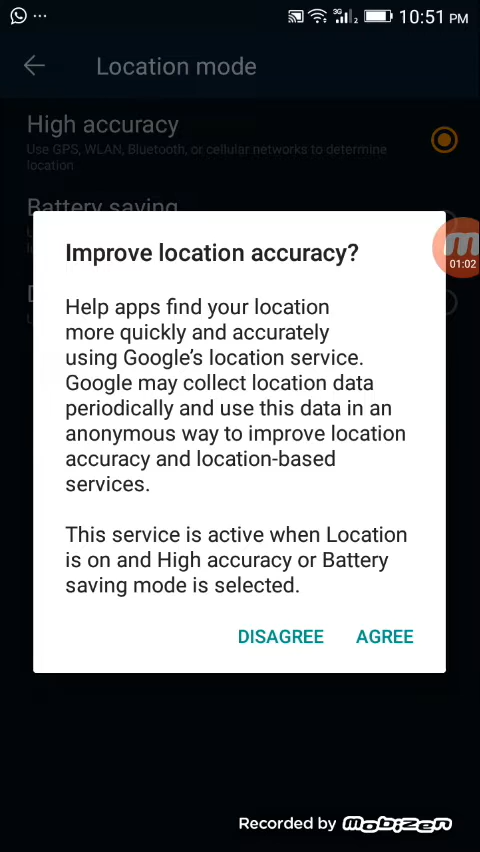 3G 2 10:51 PM
Location mode
High accuracy
Use GPS, WLAN, Bluetooth, or cellular networks to determine
location
Battery saving
01:02
Improve location accuracy?
Help apps find your location
more quickly and accurately
using Google’s location service.
Google may collect location data
periodically and use this data in an
anonymous way to improve location
accuracy and location-based
services.
This service is active when Location
is on and High accuracy or Battery
saving mode is selected.
DISAGREE AGREE
Recorded by mobizen